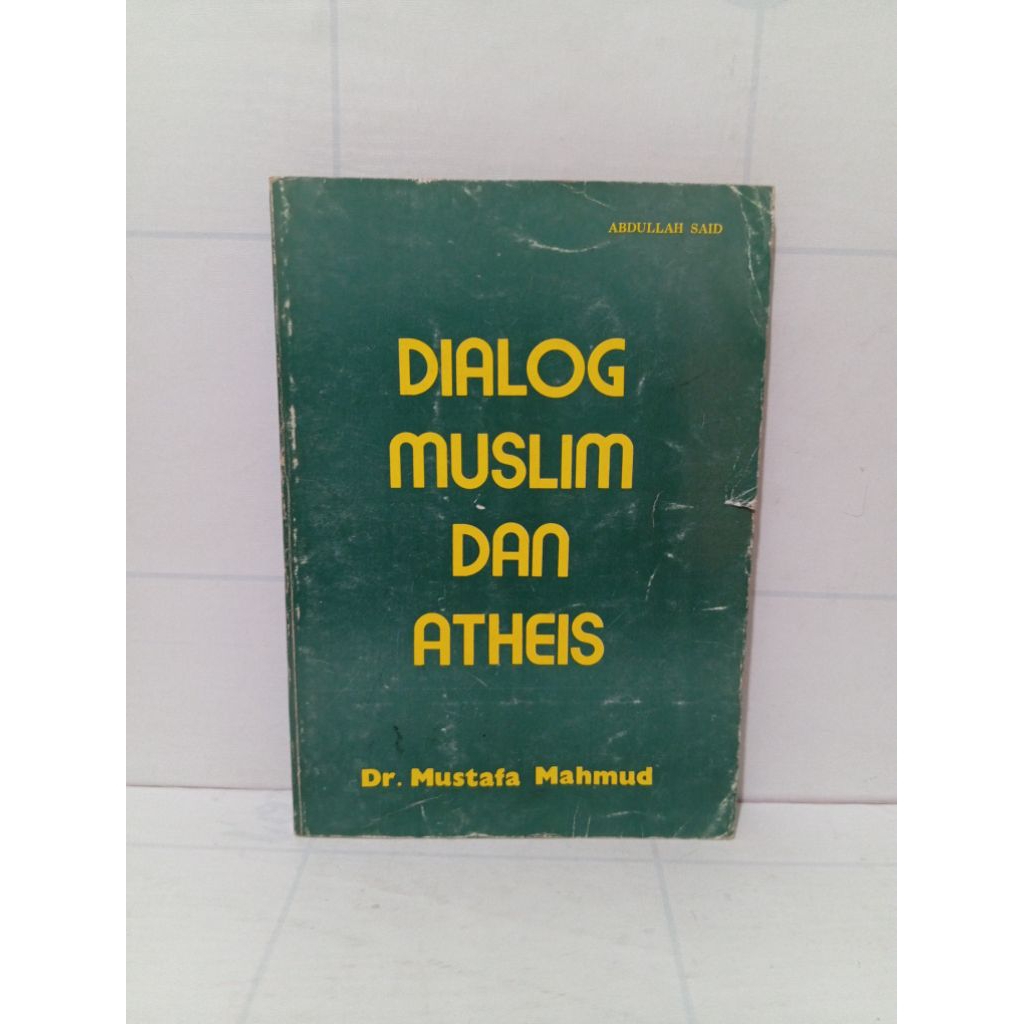 ABDULLAH SAID
DIALOG
MUSLIM
DAN
ATHEIS
Dr. Mustafa Mahmud